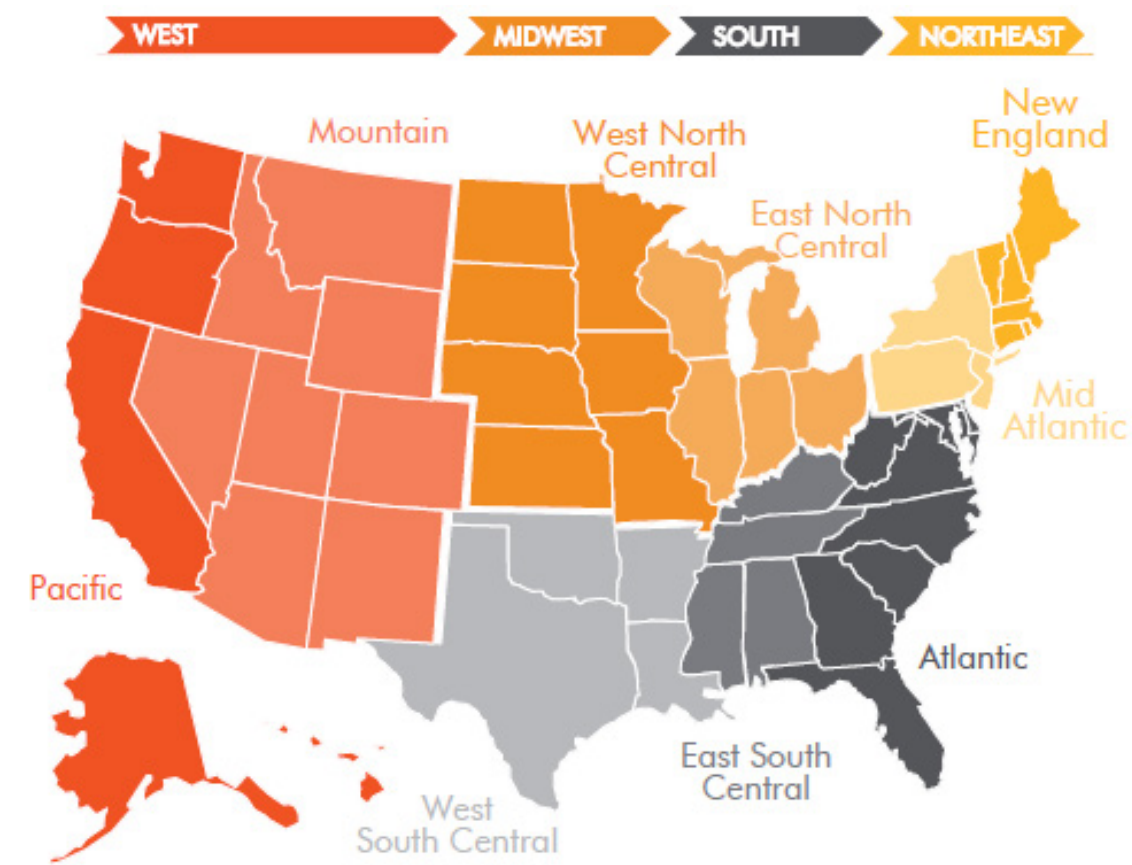 WEST
MIDWEST
SOUTH
NORTHEAST
New
England
Mountain
West North
Central
East North
Central
Mid
Atlantic
Pacific
Atlantic
East South
Central
West
South Central